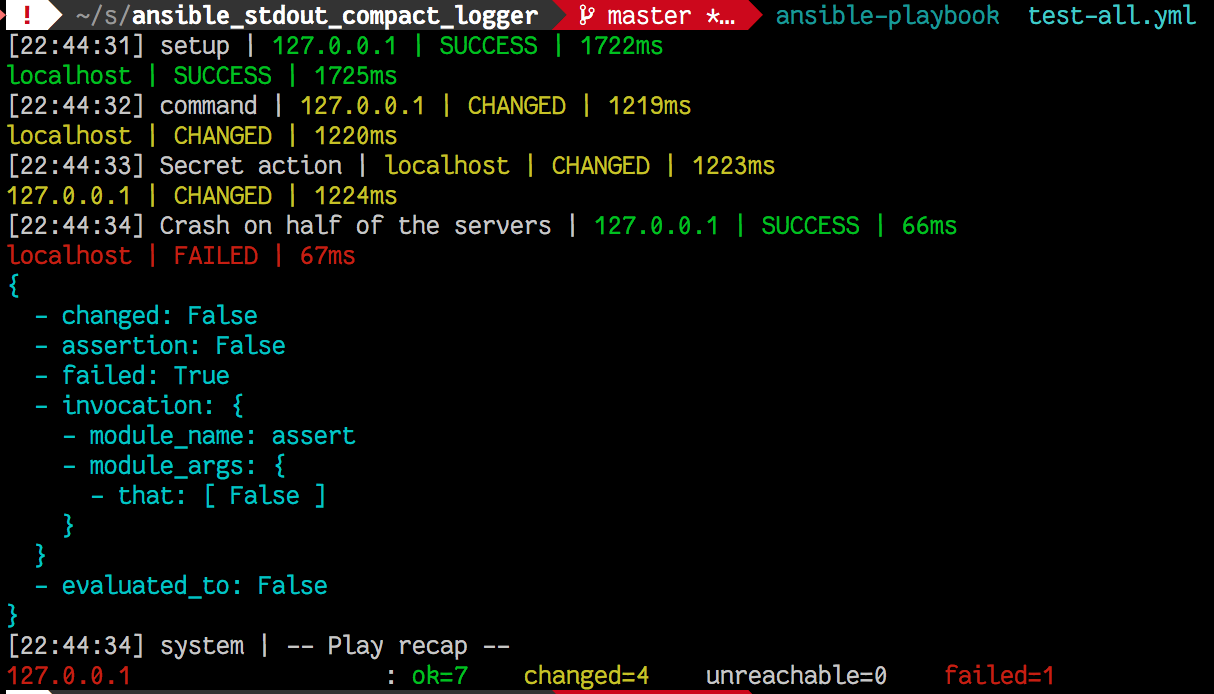 ! ~/s/ansible_stdout_compact_logger master *… ansible-playbook test-all.yml
[22:44:31] setup | 127.0.0.1 | SUCCESS | 1722ms
localhost | SUCCESS | 1725ms
[22:44:32] command | 127.0.0.1 | CHANGED | 1219ms
localhost | CHANGED | 1220ms
[22:44:33] Secret action | localhost | CHANGED | 1223ms
127.0.0.1 | CHANGED | 1224ms
[22:44:34] Crash on half of the servers | 127.0.0.1 | SUCCESS | 66ms
localhost | FAILED | 67ms
{
  - changed: False
  - assertion: False
  - failed: True
  - invocation: {
    - module_name: assert
    - module_args: {
      - that: [ False ]
    }
  }
  - evaluated_to: False
}
[22:44:34] system | -- Play recap --
127.0.0.1                  : ok=7    changed=4    unreachable=0    failed=1